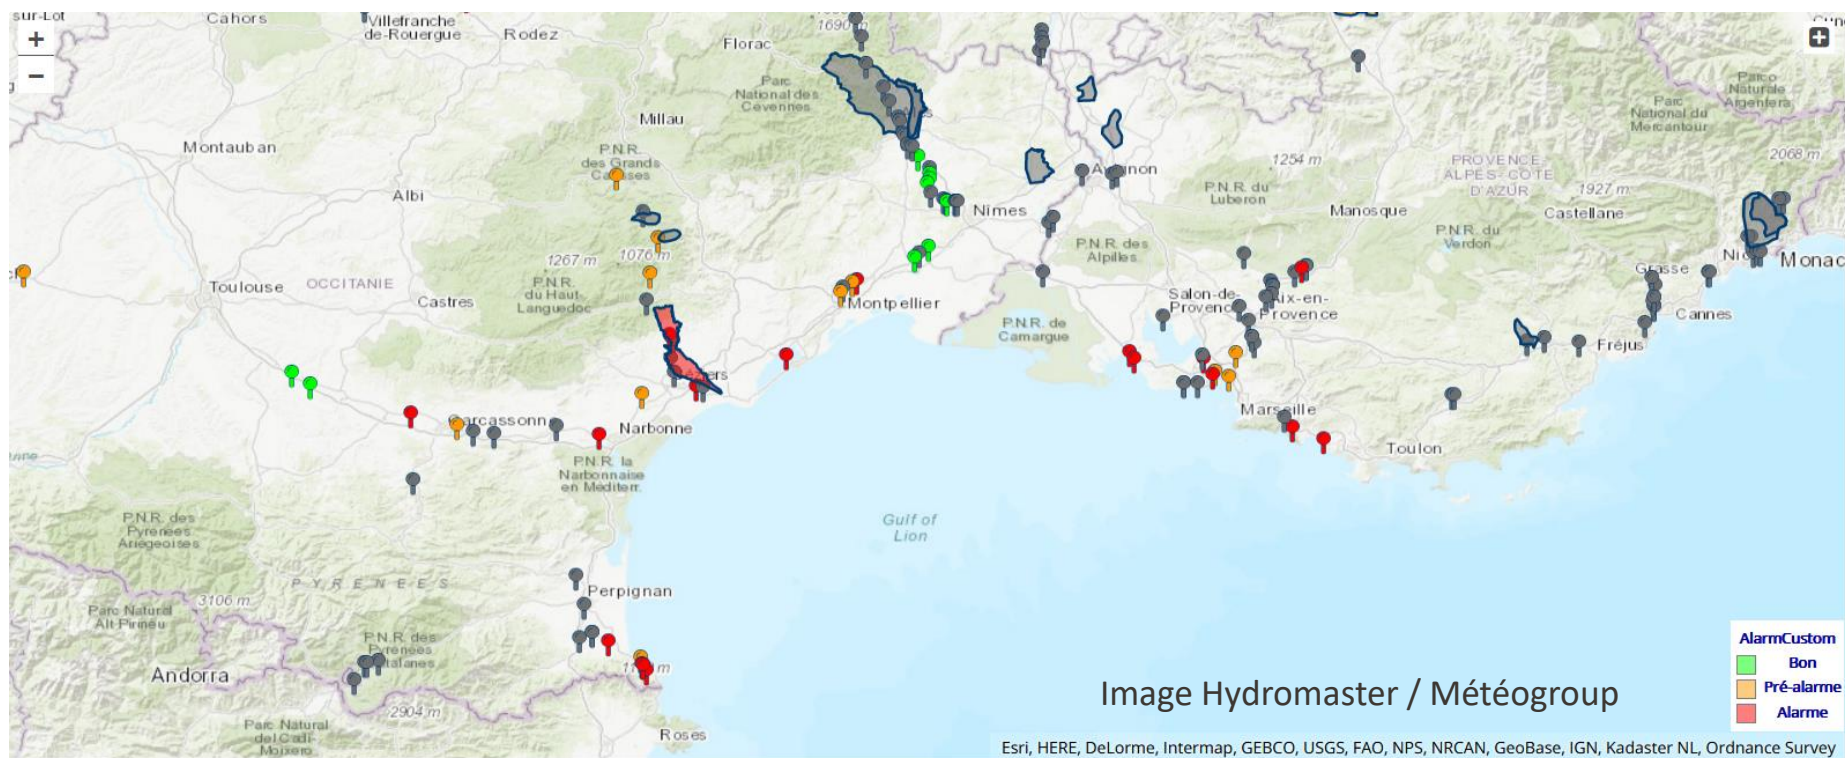 sur-Lot
Cahors
Villefranche
de-Rouergue
Rodez
1690 m
Florac
+
−
Parc
National des
Cévennes
Millau
Montauban
P.N.R.
des Grands
Causses
Albi
Nîmes
1254 m
P.N.R. du
Luberon
Manosque
PROVENCE-
ALPES-CÔTE
D'AZUR
1927 m
Castellane
Parco
Naturale
Argentera
Parc
National du
Mercantour
2068 m
P.N.R. des
Alpilles
P.N.R. du
Verdon
Grasse
Monac
1267 m
1076 m
Toulouse
OCCITANIE
Castres
P.N.R.
du Haut-
Languedoc
Montpellier
P.N.R. de
Camargue
Salon-de-
Provence
Aix-en-
Provence
Cannes
Fréjus
Carcassonn
Narbonne
Marseille
Toulon
P.N.R. la
Narbonnaise
en Méditerr.
P.N.R. des
Pyrénées
Ariégeoises
Gulf of
Lion
PYRENEES
3106 m
Perpignan
Parc Natural
Alt Pirineu
P.N.R. des
Pyrénées
Andorra
2904 m
Parc Natural
del Cadí-
Moixeró
Roses
Image Hydromaster / Météogroup
AlarmCustom
Bon
Pré-alarme
Alarme
Esri, HERE, DeLorme, Intermap, GEBCO, USGS, FAO, NPS, NRCAN, GeoBase, IGN, Kadaster NL, Ordnance Survey